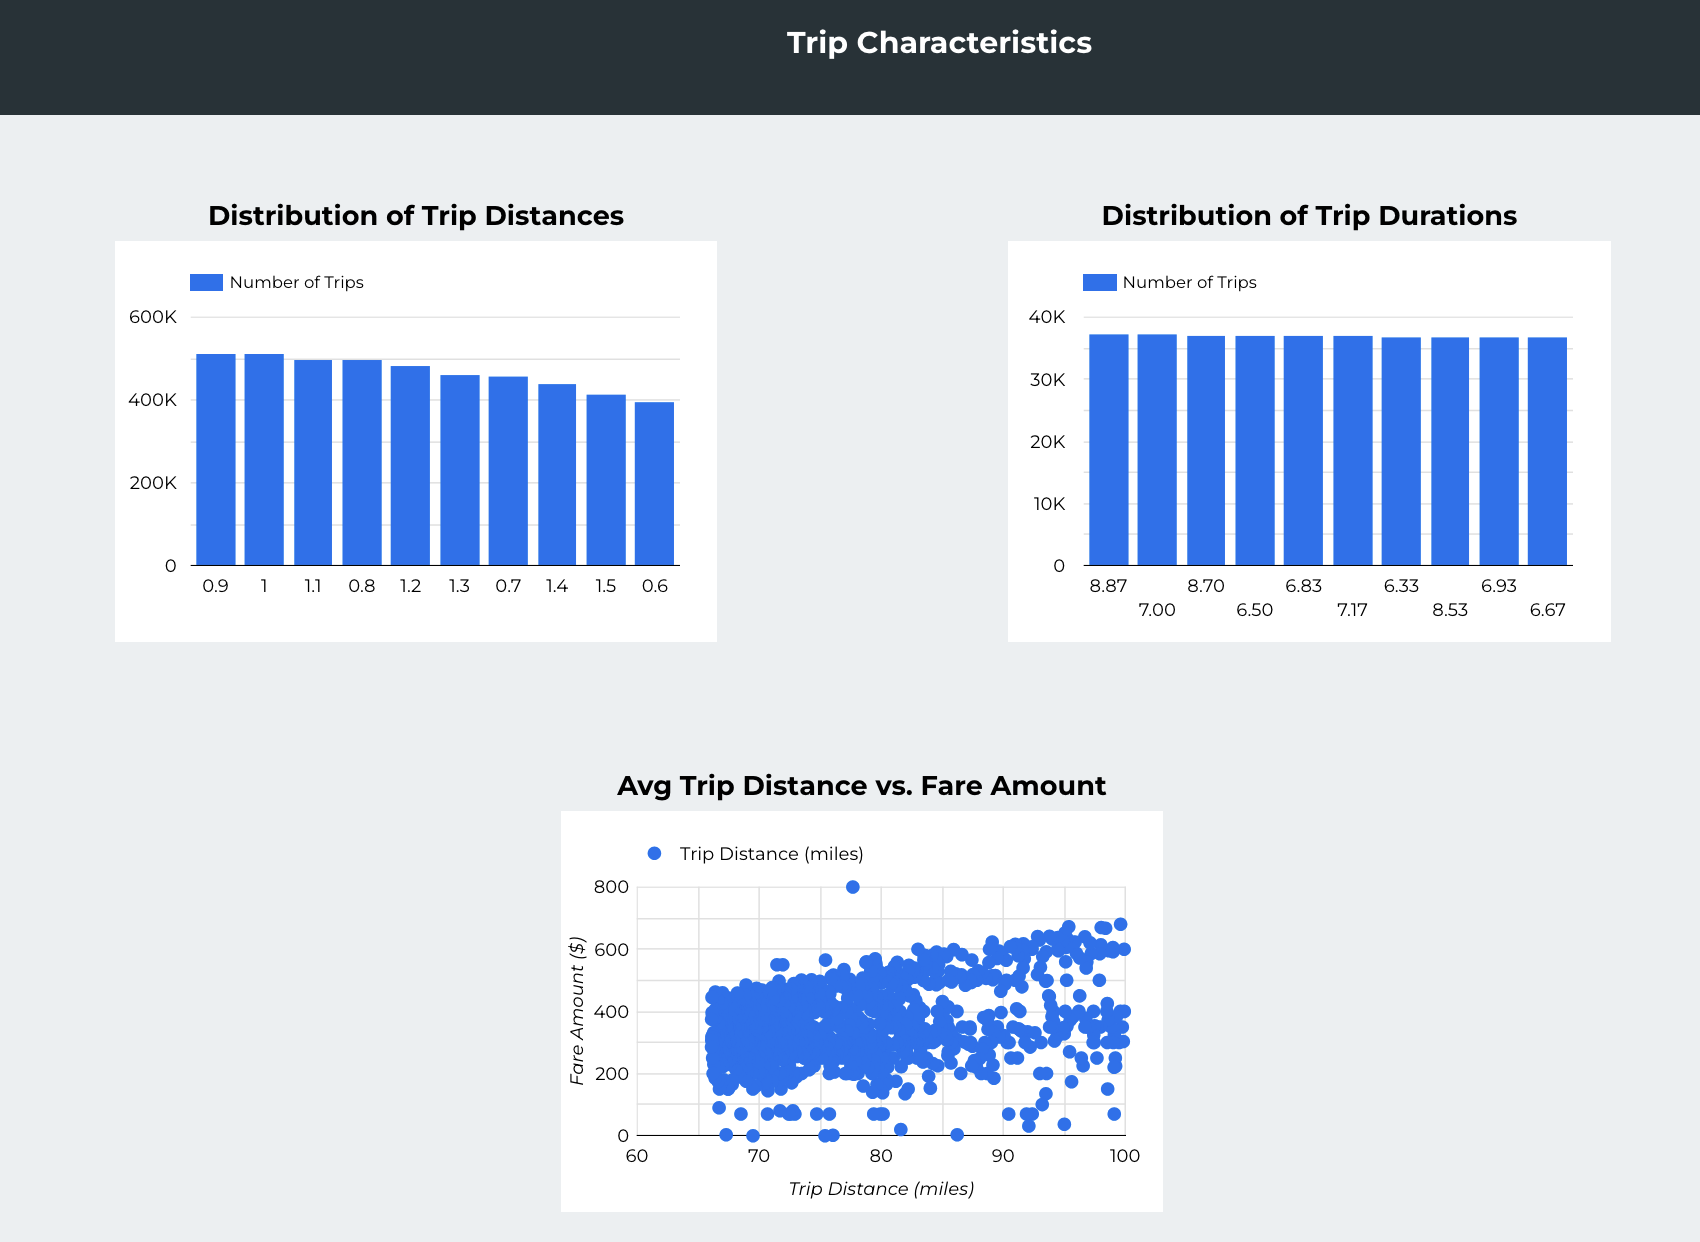 Trip Characteristics
Distribution of Trip Distances
Number of Trips
600K
400K
200K
0
0.9 1 1.1 0.8 1.2 1.3 0.7 1.4 1.5 0.6
Distribution of Trip Durations
Number of Trips
40K
30K
20K
10K
0
8.87 8.70 6.83 6.33 6.93
7.00 6.50 7.17 8.53 6.67
Avg Trip Distance vs. Fare Amount
Trip Distance (miles)
Fare Amount ($)
800
600
400
200
0
60 70 80 90 100
Trip Distance (miles)